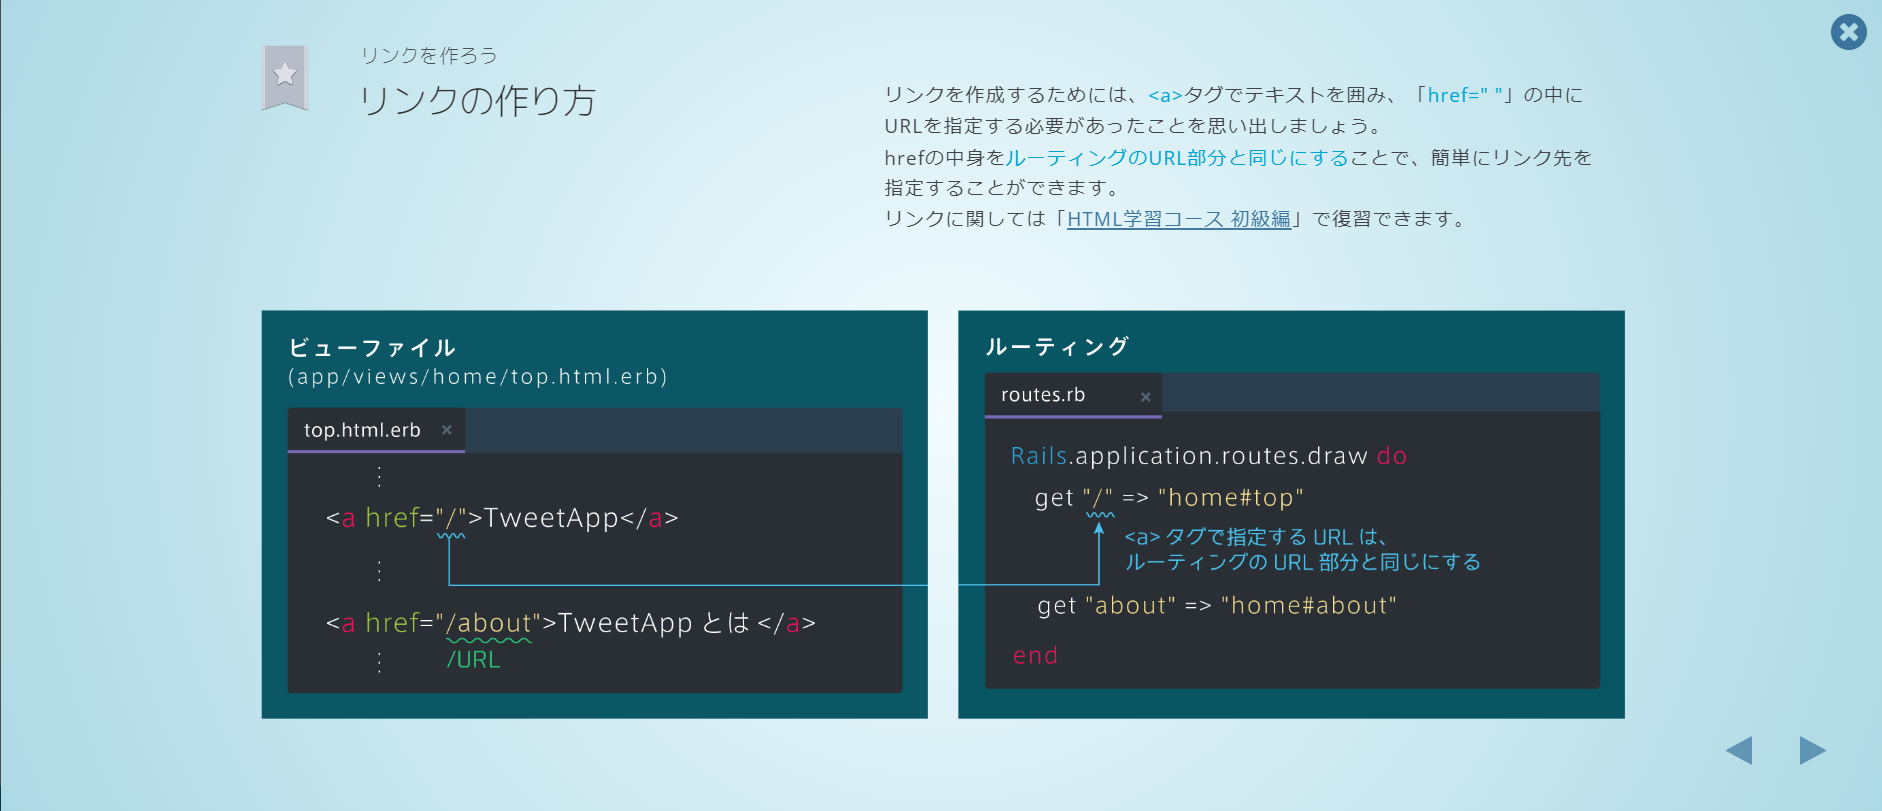 リンクを作ろう
リンクの作り方
リンクを作成するためには、<a>タグでテキストを囲み、「href=" "」の中に
URLを指定する必要があったことを思い出しましょう。
hrefの中身をルーティングのURL部分と同じにすることで、簡単にリンク先を
指定することができます。
リンクに関しては「HTML学習コース 初級編」で復習できます。
ビューファイル
(app/views/home/top.html.erb)
top.html.erb ×
<a href="/">TweetApp</a>
<a href="/about">TweetApp とは </a>
/URL
ルーティング
routes.rb ×
Rails.application.routes.draw do
get "/" => "home#top"
<a> タグで指定する URL は、
ルーティングの URL 部分と同じにする
get "about" => "home#about"
end